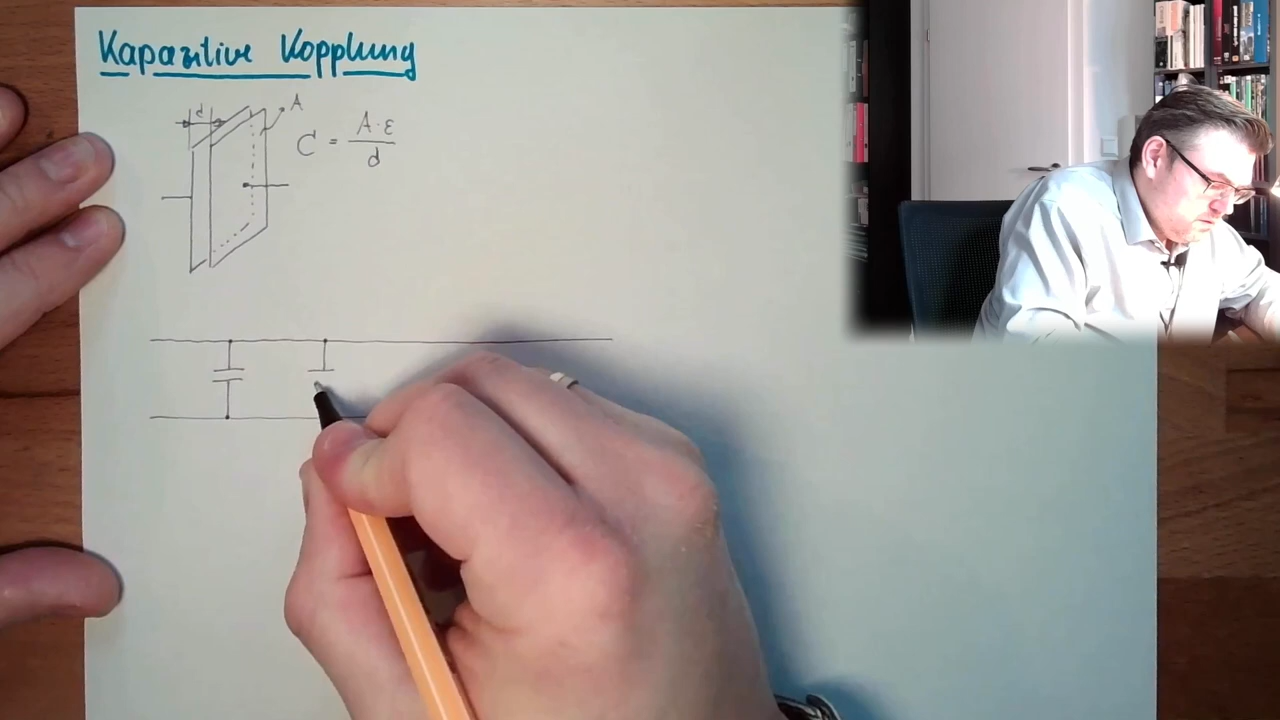 Kapazitive Kopplung
d
A
C = A·ε / d